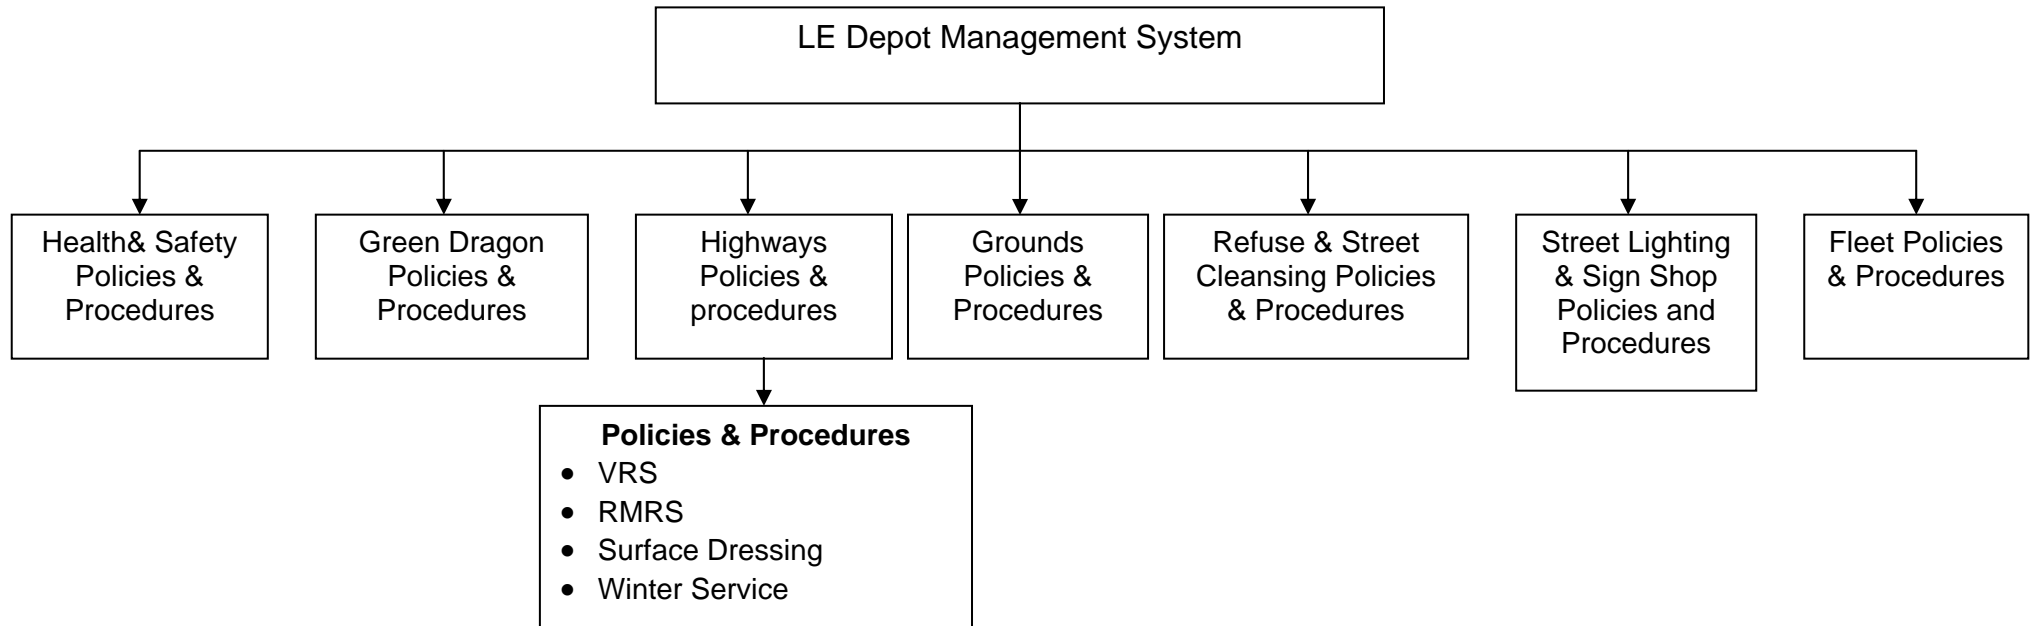 LE Depot Management System
Health& Safety
Policies &
Procedures
Green Dragon
Policies &
Procedures
Highways
Policies &
procedures
Grounds
Policies &
Procedures
Refuse & Street
Cleansing Policies
& Procedures
Street Lighting
& Sign Shop
Policies and
Procedures
Fleet Policies
& Procedures
Policies & Procedures
• VRS
• RMRS
• Surface Dressing
• Winter Service